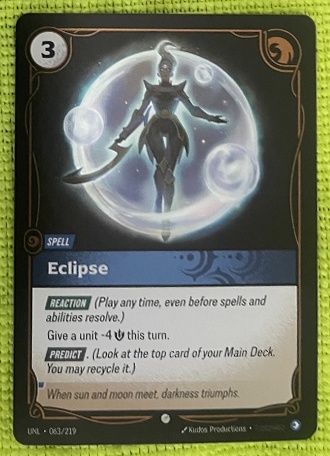 3
SPELL
Eclipse
REACTION (Play any time, even before spells and
abilities resolve.)
Give a unit -4 this turn.
PREDICT. (Look at the top card of your Main Deck.
You may recycle it.)
When sun and moon meet, darkness triumphs.
UNL • 063/219
Kudos Productions •